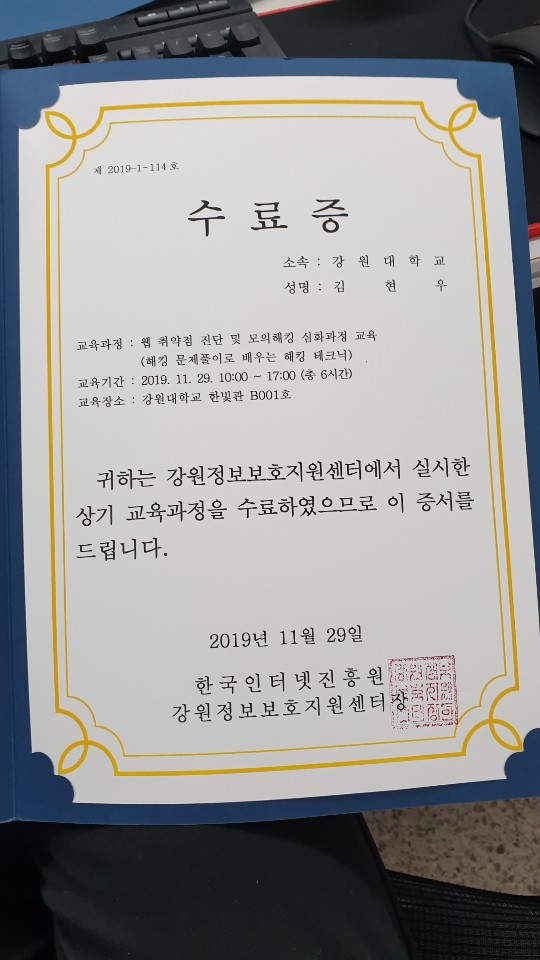 제 2019-1-114 호
수 료 증
소속 : 강 원 대 학 교
성명 : 김 현 우
교육과정 : 웹 취약점 진단 및 모의해킹 심화과정 교육
(해킹 문제풀이로 배우는 해킹 테크닉)
교육기간 : 2019. 11. 29. 10:00 ~ 17:00 (총 6시간)
교육장소 : 강원대학교 한빛관 B001호
귀하는 강원정보보호지원센터에서 실시한
상기 교육과정을 수료하였으므로 이 증서를
드립니다.
2019년 11월 29일
한국인터넷진흥원
강원정보보호지원센터장